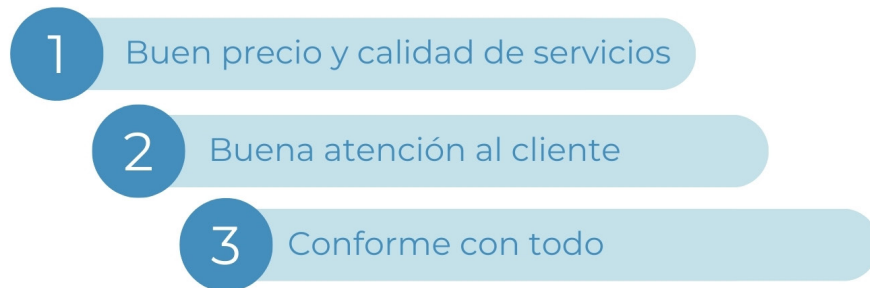 1 Buen precio y calidad de servicios
2 Buena atención al cliente
3 Conforme con todo